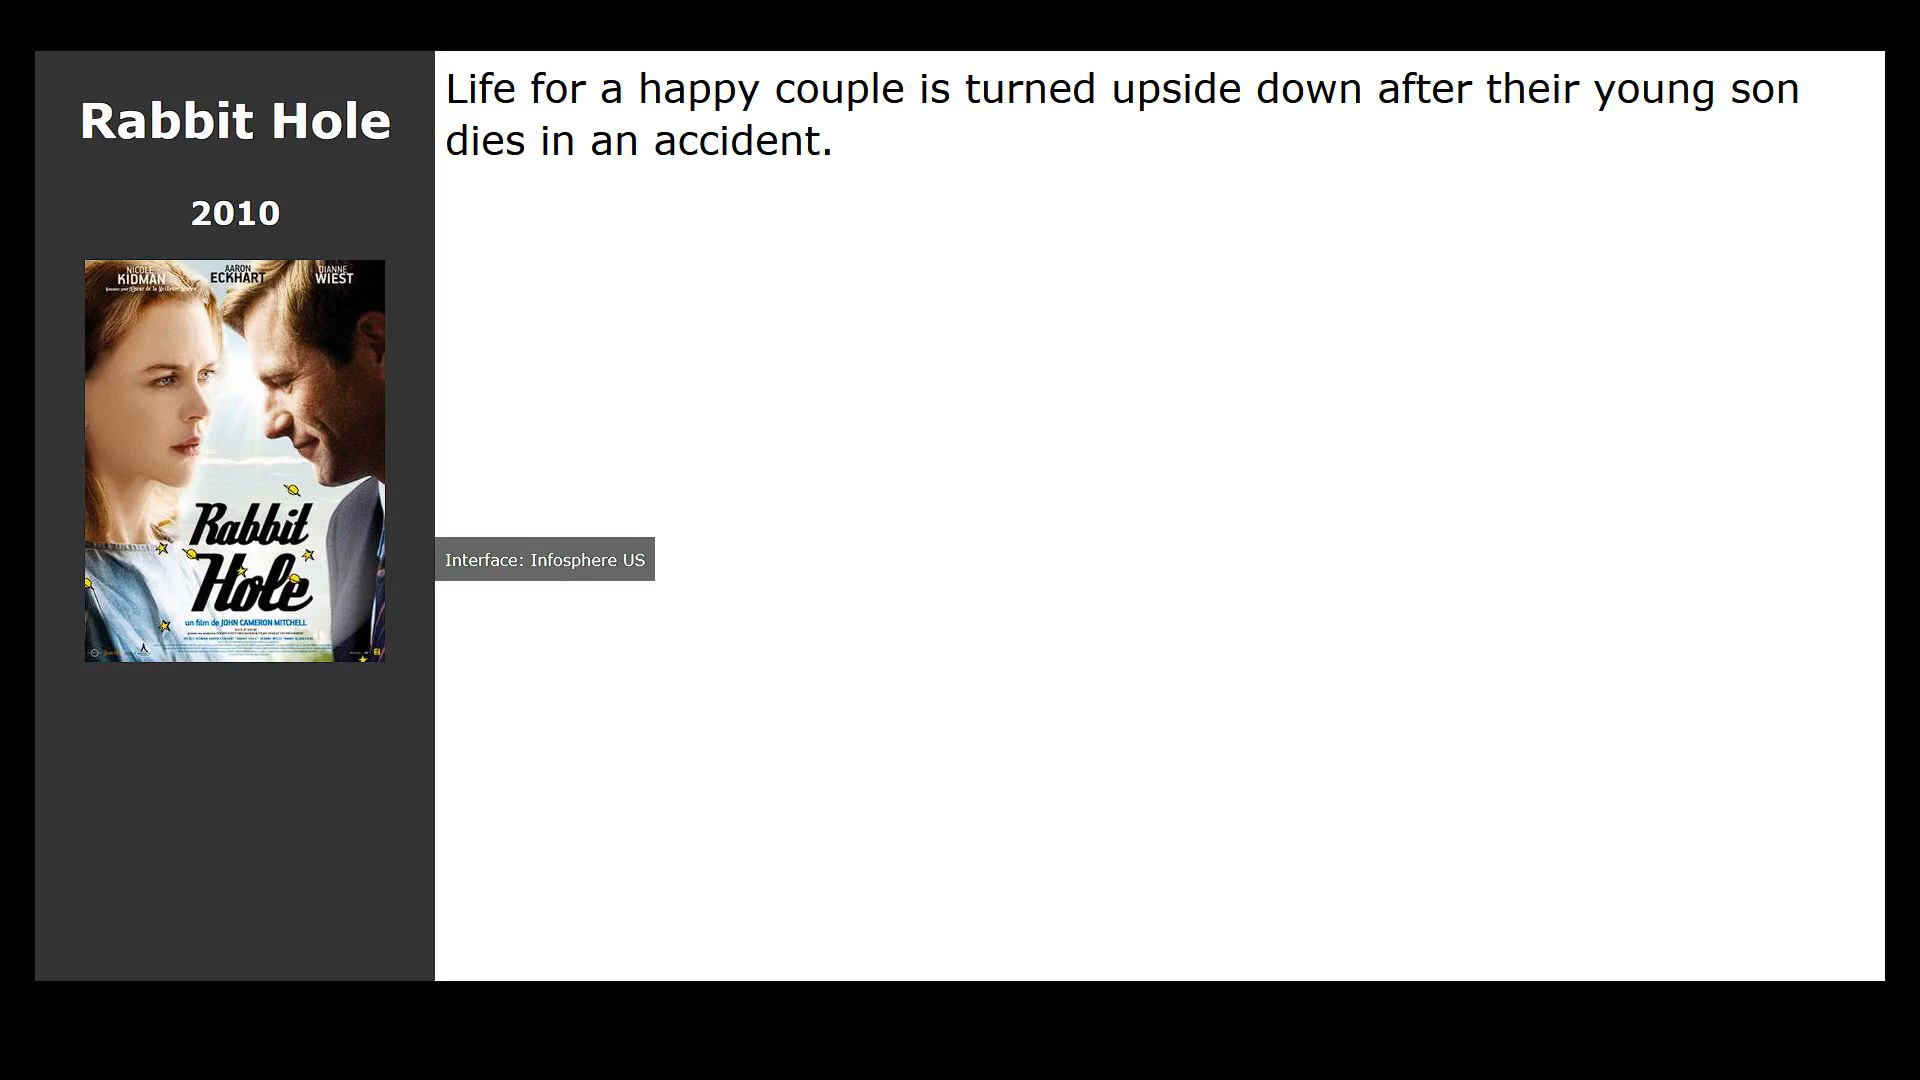 Rabbit Hole
2010
NICOLE
KIDMAN
AARON
ECKHART
DIANNE
WIEST
Rabbit
Hole
un film de JOHN CAMERON MITCHELL
Life for a happy couple is turned upside down after their young son
dies in an accident.
Interface: Infosphere US